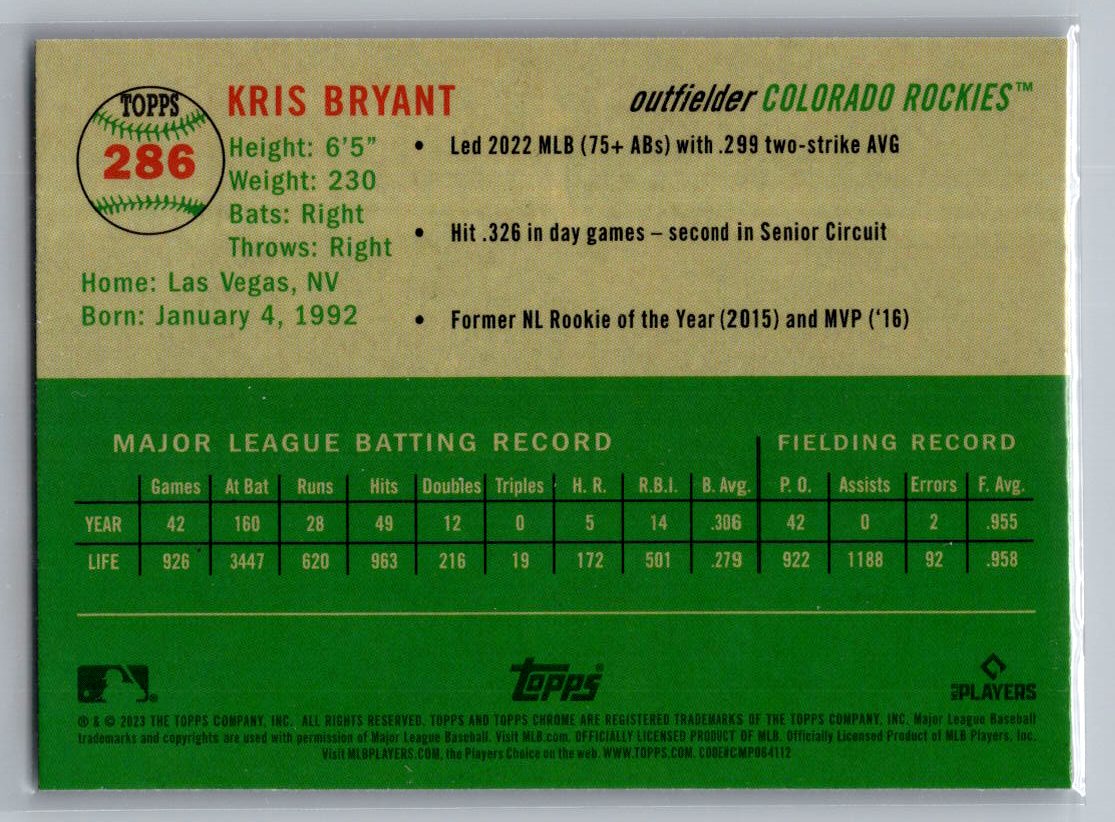 TOPPS
286
KRIS BRYANT
outfielder COLORADO ROCKIES™
Height: 6'5"
Weight: 230
Bats: Right
Throws: Right
Home: Las Vegas, NV
Born: January 4, 1992
• Led 2022 MLB (75+ ABs) with .299 two-strike AVG
• Hit .326 in day games – second in Senior Circuit
• Former NL Rookie of the Year (2015) and MVP ('16)
MAJOR LEAGUE BATTING RECORD FIELDING RECORD
Games At Bat Runs Hits Doubles Triples H. R. R.B.I. B. Avg. P. O. Assists Errors F. Avg.
YEAR 42 160 28 49 12 0 5 14 .306 42 0 2 .955
LIFE 926 3447 620 963 216 19 172 501 .279 922 1188 92 .958
topps®
MLB PLAYERS
® & © 2023 THE TOPPS COMPANY, INC. ALL RIGHTS RESERVED. TOPPS AND TOPPS CHROME ARE REGISTERED TRADEMARKS OF THE TOPPS COMPANY, INC. Major League Baseball
trademarks and copyrights are used with permission of Major League Baseball. Visit MLB.com. OFFICIALLY LICENSED PRODUCT OF MLB. Officially Licensed Product of MLB Players, Inc.
Visit MLBPLAYERS.COM, the Players Choice on the web. WWW.TOPPS.COM. CODE#CMP064112